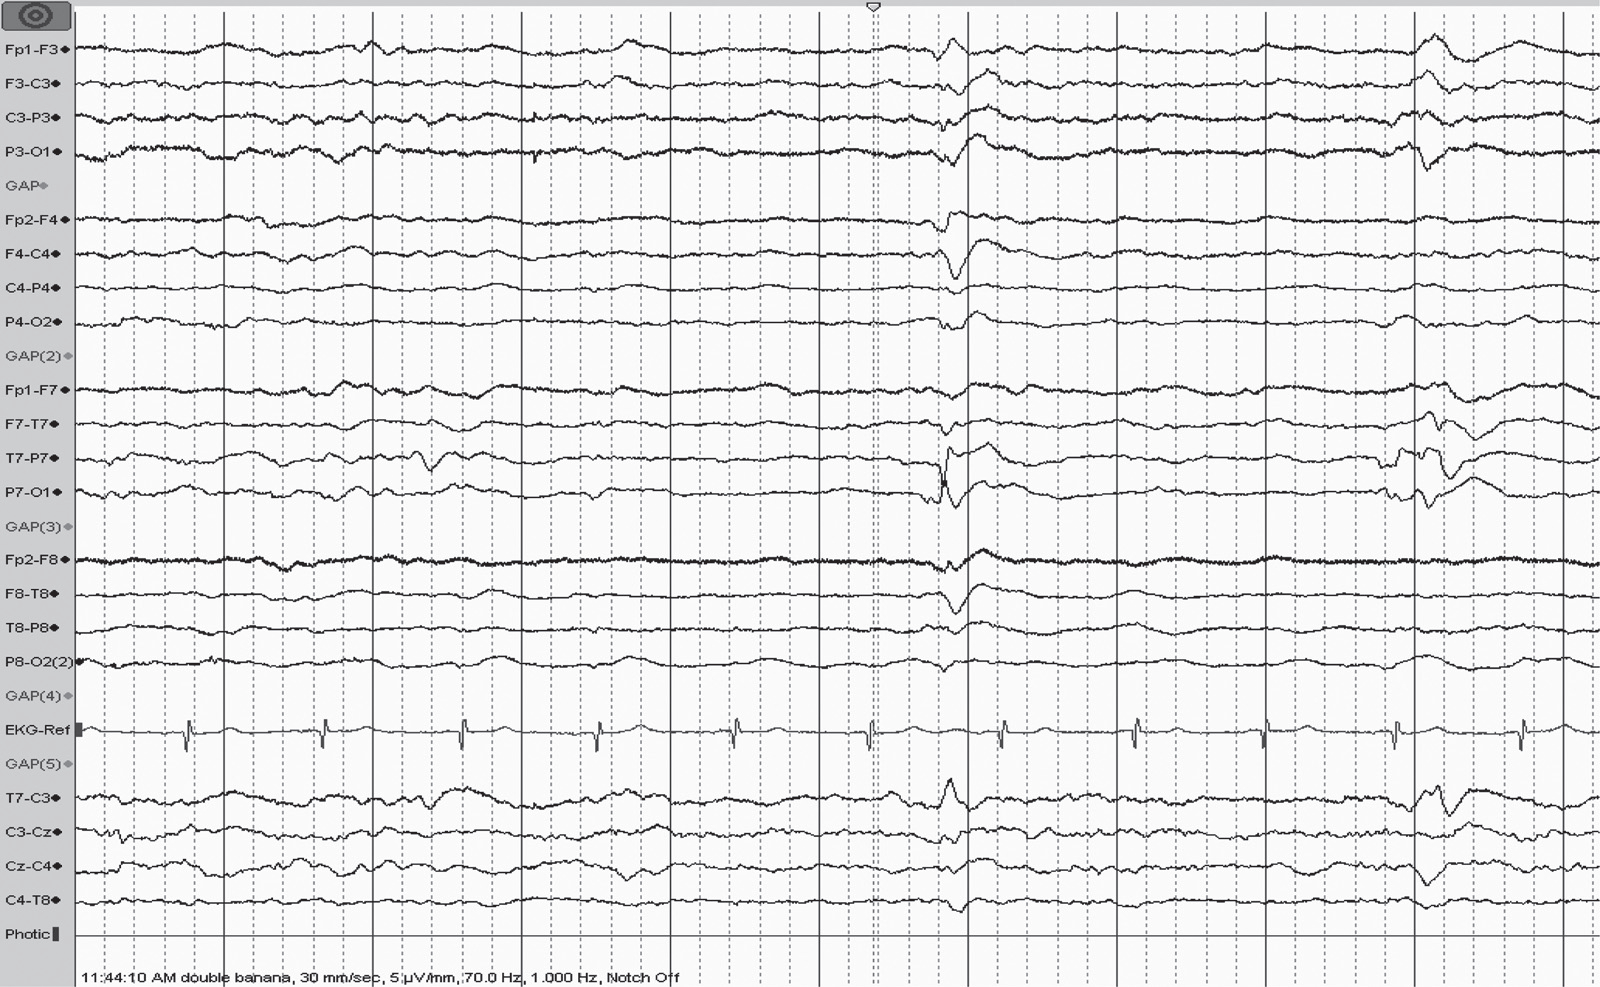 Fp1-F3
F3-C3
C3-P3
P3-O1
GAP
Fp2-F4
F4-C4
C4-P4
P4-O2
GAP(2)
Fp1-F7
F7-T7
T7-P7
P7-O1
GAP(3)
Fp2-F8
F8-T8
T8-P8
P8-O2(2)
GAP(4)
EKG-Ref
GAP(5)
T7-C3
C3-Cz
Cz-C4
C4-T8
Photic
11:44:10 AM double banana, 30 mm/sec, 5 µV/mm, 70.0 Hz, 1.000 Hz, Notch Off